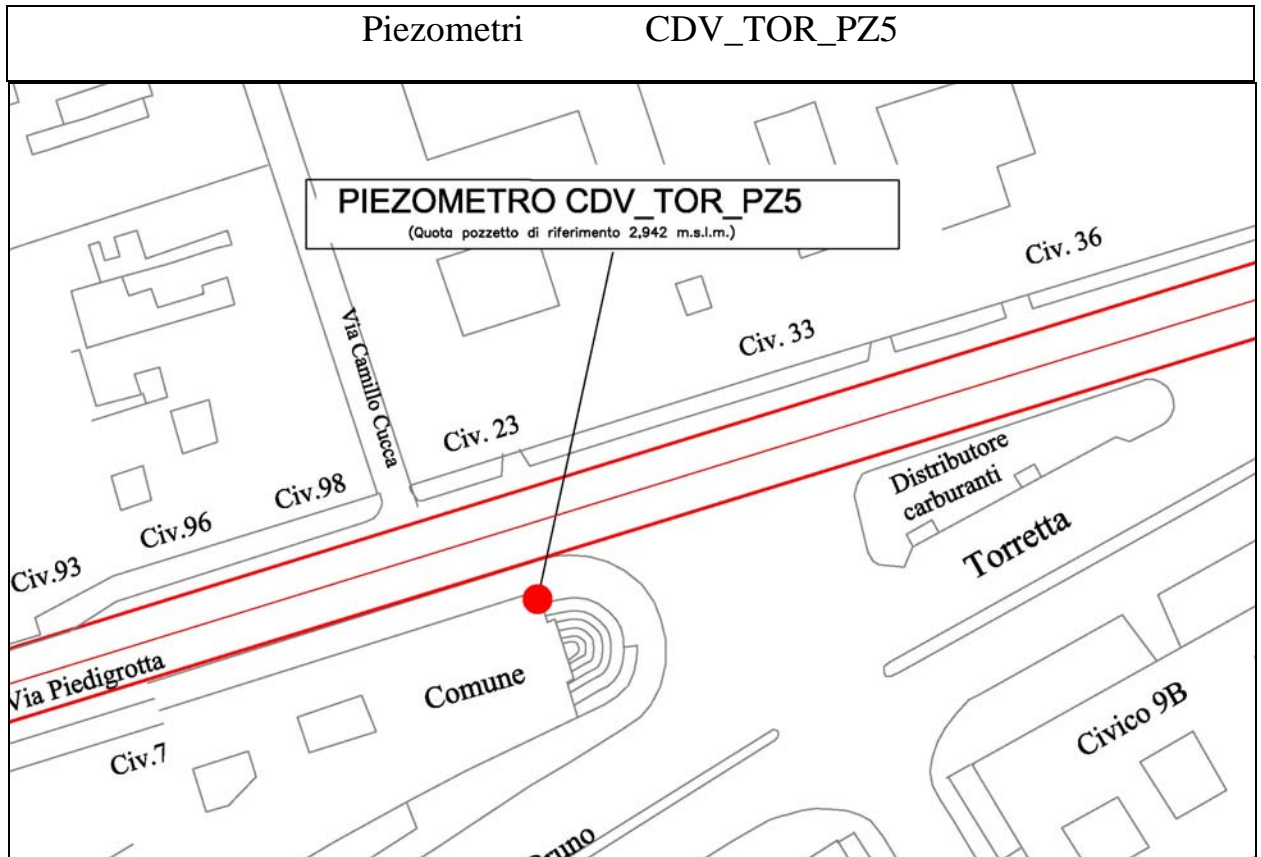 Piezometri CDV_TOR_PZ5
PIEZOMETRO CDV_TOR_PZ5
(Quota pozzetto di riferimento 2,942 m.s.l.m.)
Civ. 36
Civ. 33
Via Camillo Cucca
Civ. 23
Civ.98
Civ.96
Civ.93
Distributore
carburanti
Torretta
Via Piedigrotta
Comune
Civ.7
Civico 9B